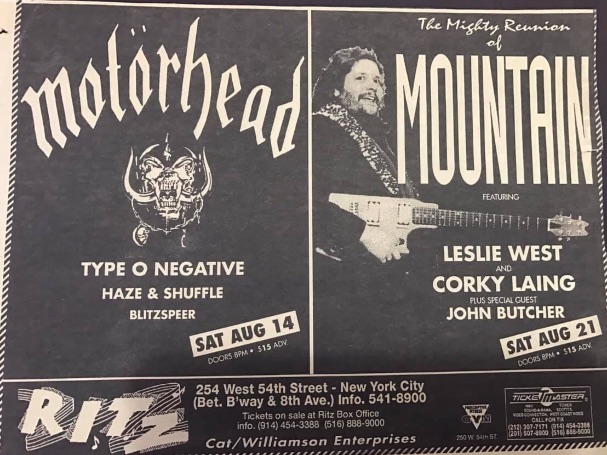 motörhead
TYPE O NEGATIVE
HAZE & SHUFFLE
BLITZSPEER
SAT AUG 14
DOORS 8PM • $15 ADV.
The Mighty Reunion
of
MOUNTAIN
FEATURING
LESLIE WEST
AND
CORKY LAING
PLUS SPECIAL GUEST
JOHN BUTCHER
SAT AUG 21
DOORS 8PM • $15 ADV.
RITZ
254 West 54th Street - New York City
(Bet. B'way & 8th Ave.) Info. 541-8900
Tickets on sale at Ritz Box Office
info. (914) 454-3388 (516) 888-9000
Cat/Williamson Enterprises
250 W. 54th ST.
TICKETMASTER
CALL FOR TIX
(212) 307-7171 (914) 454-3388
(201) 507-8900 (516) 888-9000